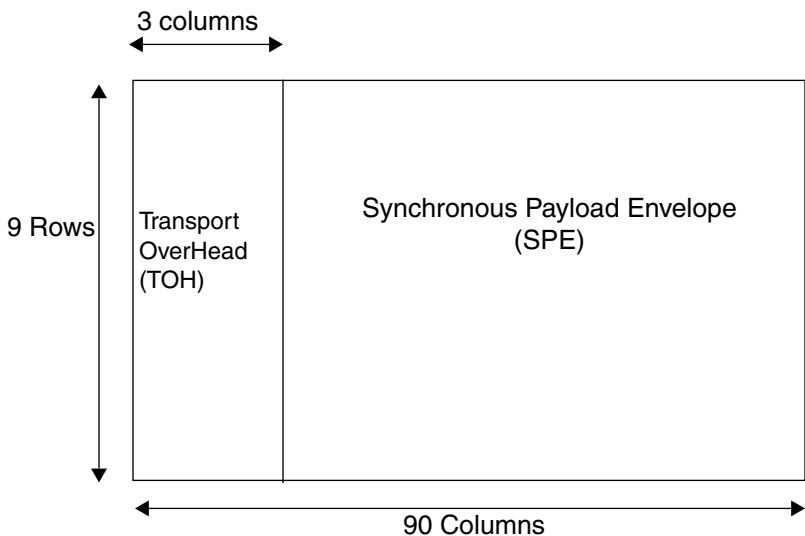 3 columns
9 Rows
Transport
OverHead
(TOH)
Synchronous Payload Envelope
(SPE)
90 Columns